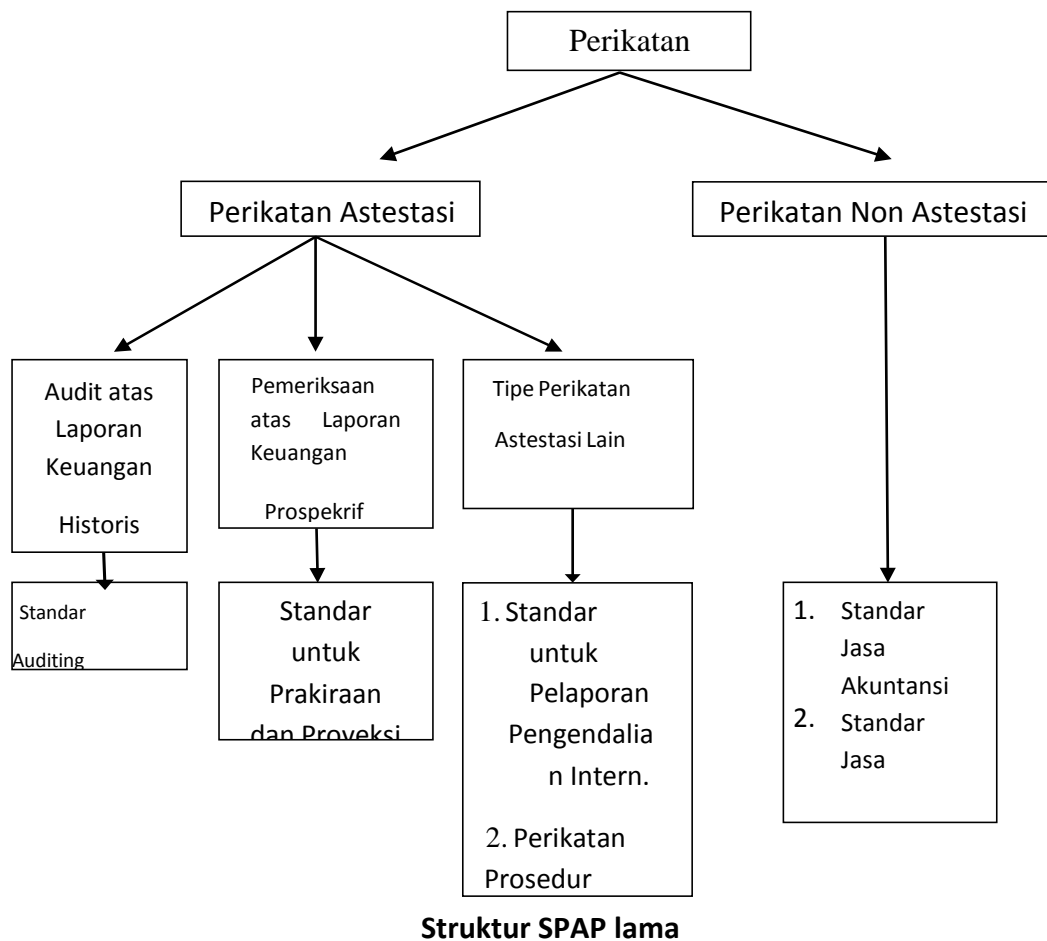 Perikatan
Perikatan Astestasi
Perikatan Non Astestasi
Audit atas
Laporan
Keuangan
Historis
Pemeriksaan
atas Laporan
Keuangan
Prospekrif
Tipe Perikatan
Astestasi Lain
Standar
Auditing
Standar
untuk
Prakiraan
dan Proyeksi
1. Standar
untuk
Pelaporan
Pengendalia
n Intern.
2. Perikatan
Prosedur
1. Standar
Jasa
Akuntansi
2. Standar
Jasa
Struktur SPAP lama